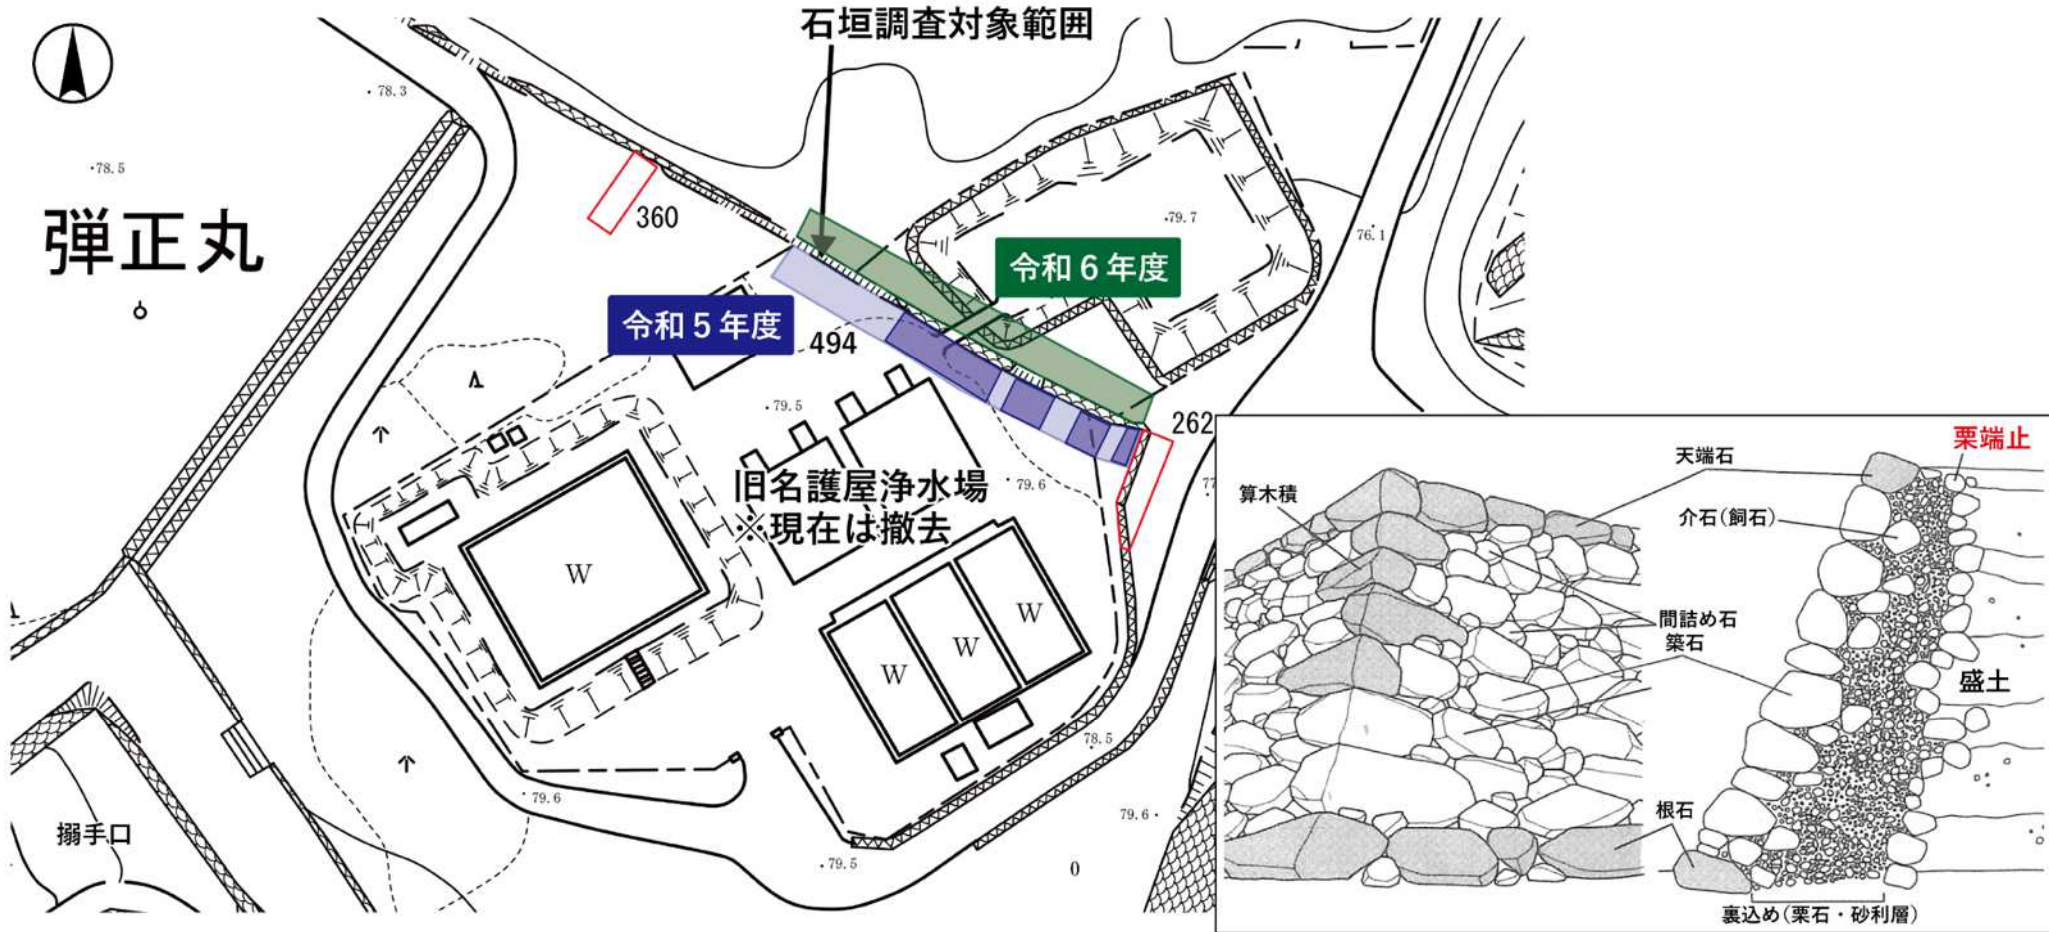 石垣調査対象範囲
78.3
78.5
弾正丸
360
79.7
76.1
令和6年度
令和5年度
494
79.5
262
旧名護屋浄水場
※現在は撤去
79.6
W
W
W
W
78.5
79.6
79.6
79.5
0
搦手口
栗端止
天端石
算木積
介石(飼石)
間詰め石
築石
盛土
根石
裏込め(栗石・砂利層)